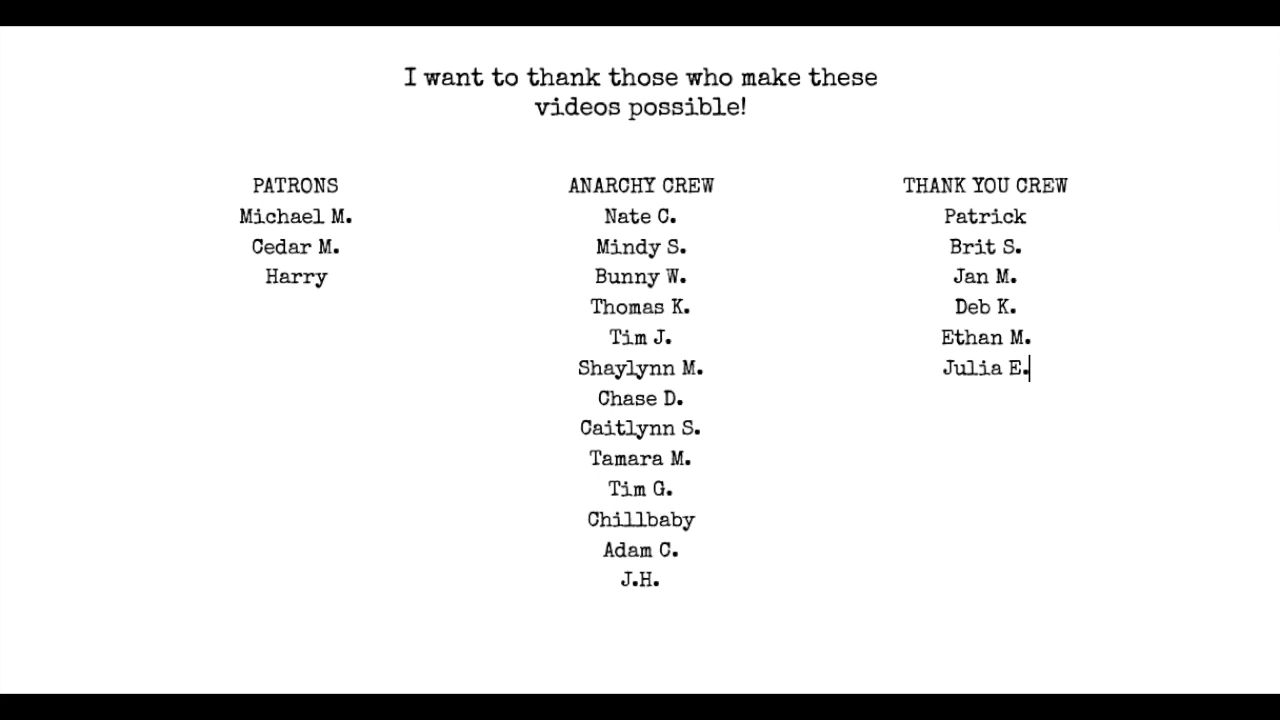 I want to thank those who make these
videos possible!
PATRONS
Michael M.
Cedar M.
Harry
ANARCHY CREW
Nate C.
Mindy S.
Bunny W.
Thomas K.
Tim J.
Shaylynn M.
Chase D.
Caitlynn S.
Tamara M.
Tim G.
Chillbaby
Adam C.
J.H.
THANK YOU CREW
Patrick
Brit S.
Jan M.
Deb K.
Ethan M.
Julia E.